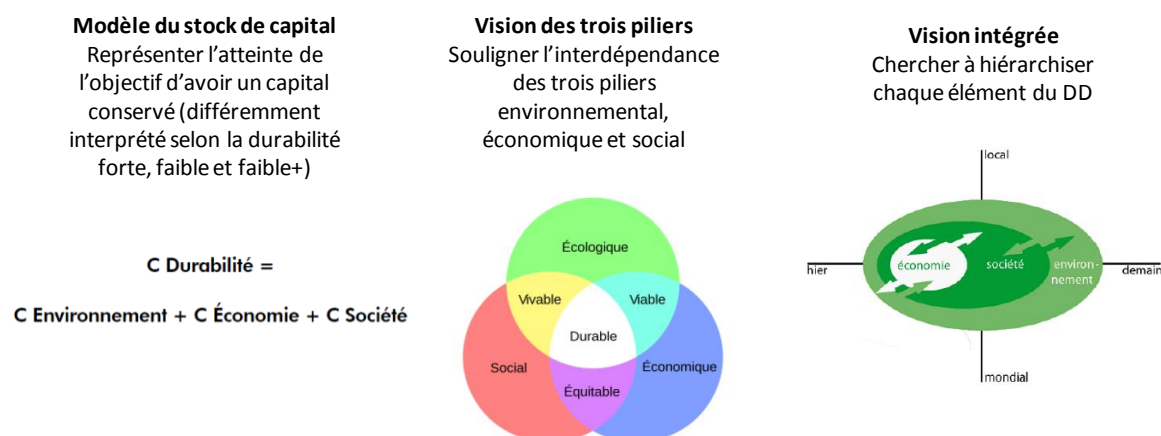 Modèle du stock de capital
Représenter l'atteinte de
l'objectif d'avoir un capital
conservé (différemment
interprété selon la durabilité
forte, faible et faible+)
C Durabilité =
C Environnement + C Économie + C Société
Vision des trois piliers
Souligner l'interdépendance
des trois piliers
environnemental,
économique et social
Écologique
Vivable
Viable
Durable
Social
Économique
Équitable
Vision intégrée
Chercher à hiérarchiser
chaque élément du DD
local
hier
économie
société
environ-
nement
demain
mondial